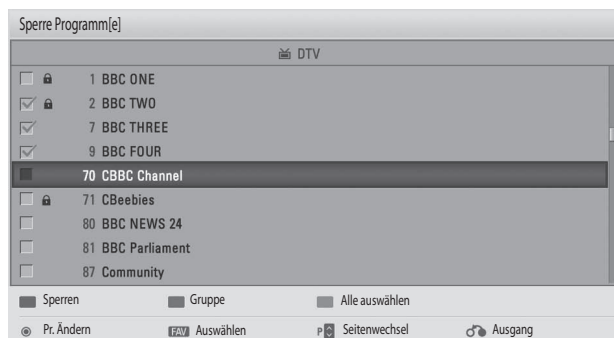 Sperre Programm[e]
DTV
1 BBC ONE
2 BBC TWO
7 BBC THREE
9 BBC FOUR
70 CBBC Channel
71 CBeebies
80 BBC NEWS 24
81 BBC Parliament
87 Community
Sperren Gruppe Alle auswählen
Pr. Ändern FAV Auswählen P Seitenwechsel Ausgang